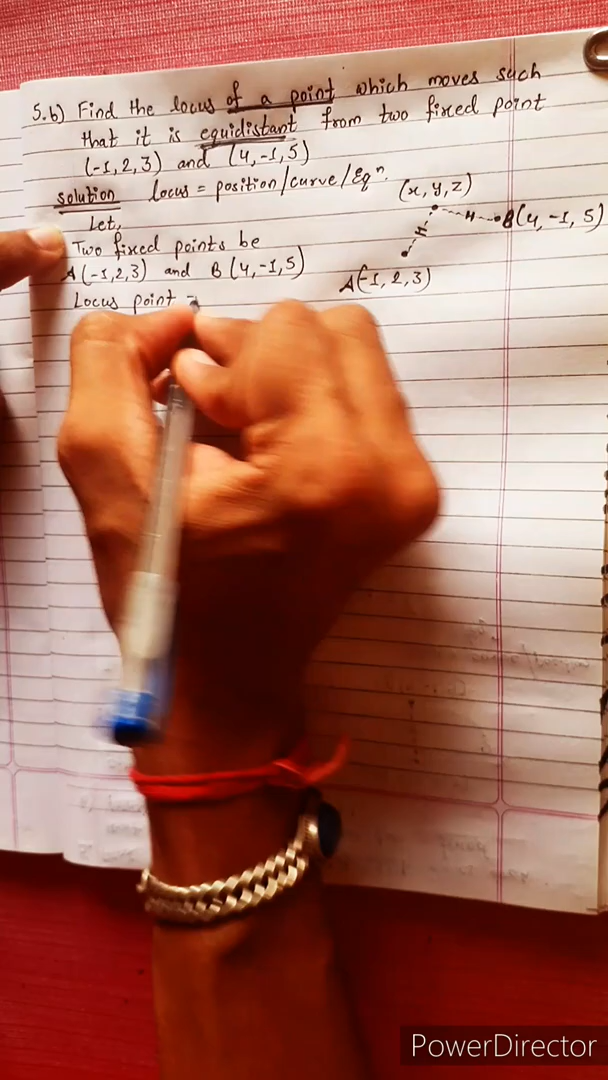 5.b) Find the locus of a point which moves such
that it is equidistant from two fixed point
(-1,2,3) and (4,-1,5)
solution locus = position/curve/Eqⁿ.
(x,y,z)
B(4,-1,5)
A(-1,2,3)
Let,
Two fixed points be
A(-1,2,3) and B(4,-1,5)
Locus point =
PowerDirector